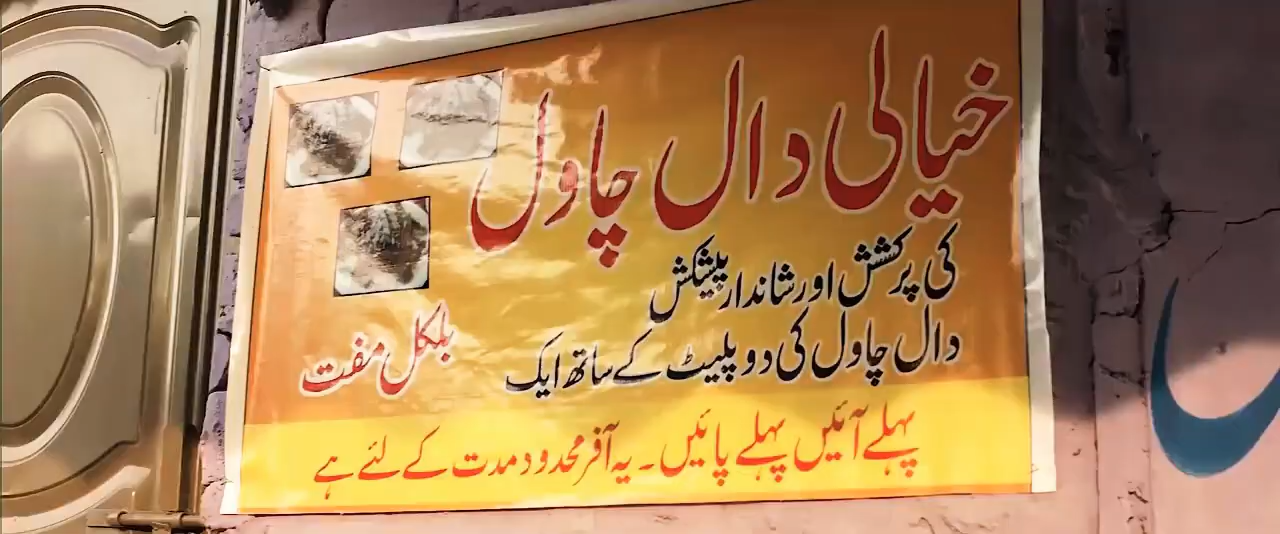 خیالی دال چاول
کی پرکشش اور شاندار پیشکش
دال چاول کی دو پلیٹ کے ساتھ ایک بلکل مفت
پہلے آئیں پہلے پائیں۔ یہ آفر محدود مدت کے لئے ہے